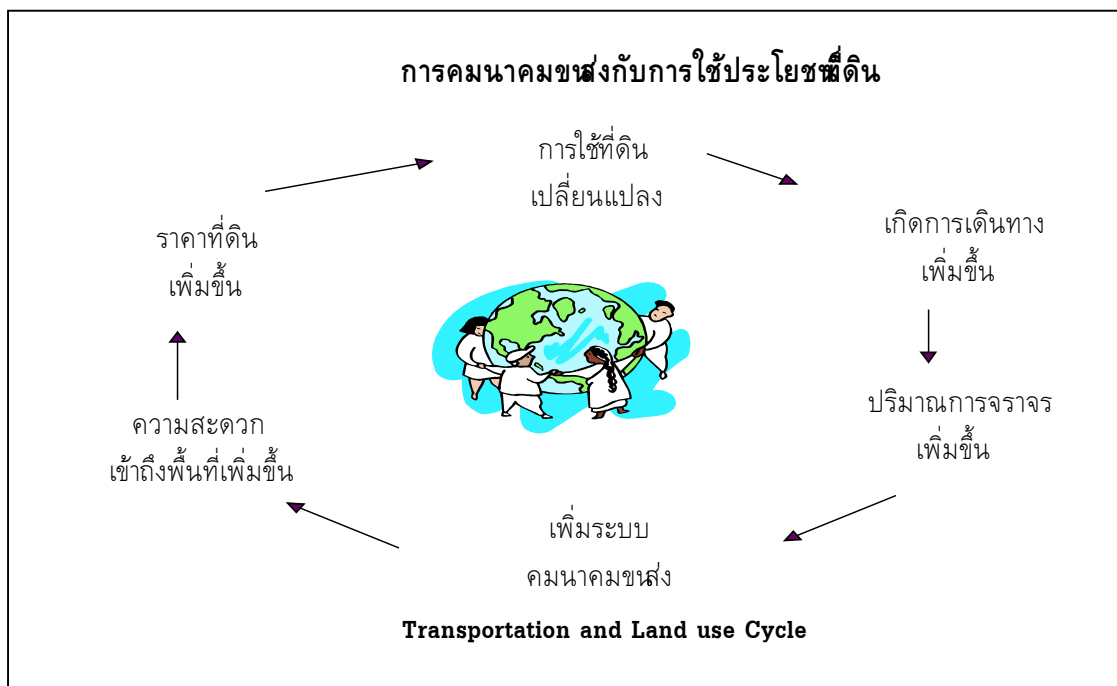 การคมนาคมขนส่งกับการใช้ประโยชน์ที่ดิน
การใช้ที่ดิน
เปลี่ยนแปลง
เกิดการเดินทาง
เพิ่มขึ้น
ปริมาณการจราจร
เพิ่มขึ้น
เพิ่มระบบ
คมนาคมขนส่ง
ความสะดวก
เข้าถึงพื้นที่เพิ่มขึ้น
ราคาที่ดิน
เพิ่มขึ้น
Transportation and Land use Cycle